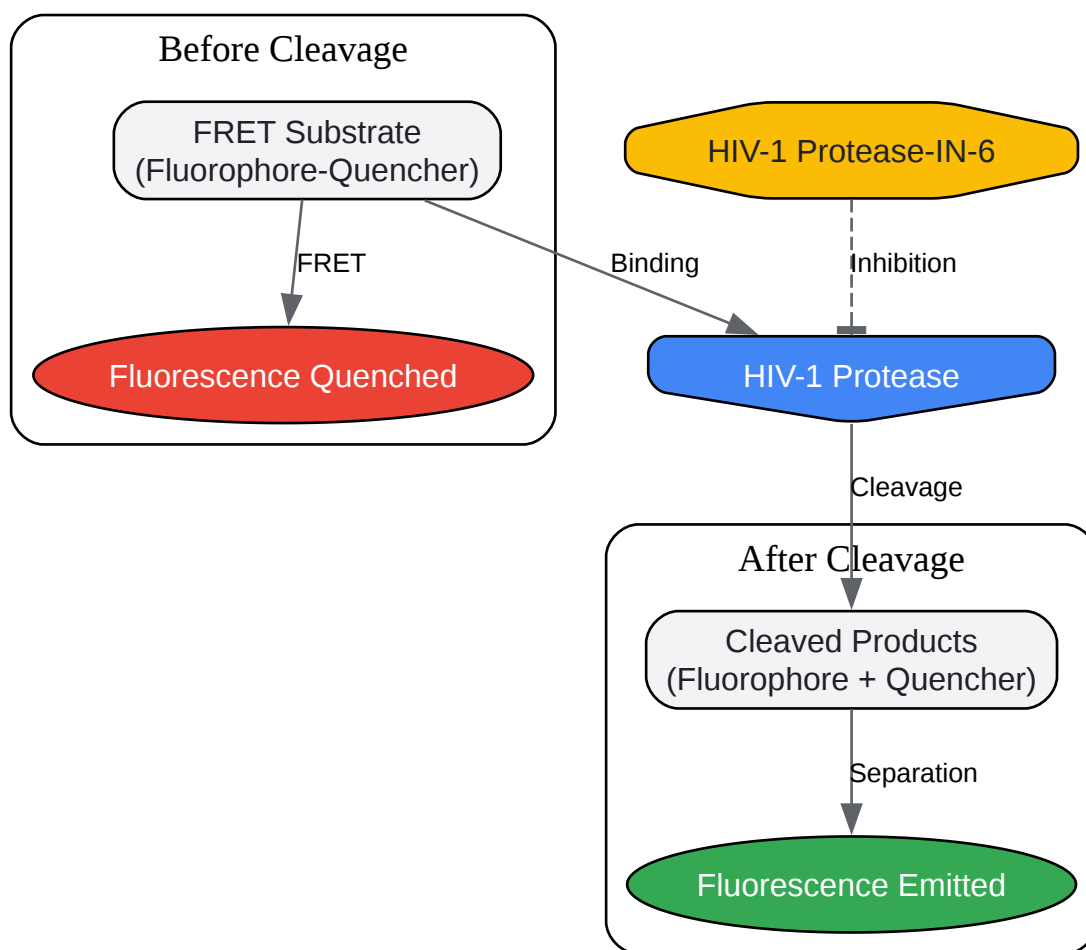 Before Cleavage
FRET Substrate
(Fluorophore-Quencher)
HIV-1 Protease-IN-6
FRET
Binding
Inhibition
Fluorescence Quenched
HIV-1 Protease
Cleavage
After Cleavage
Cleaved Products
(Fluorophore + Quencher)
Separation
Fluorescence Emitted